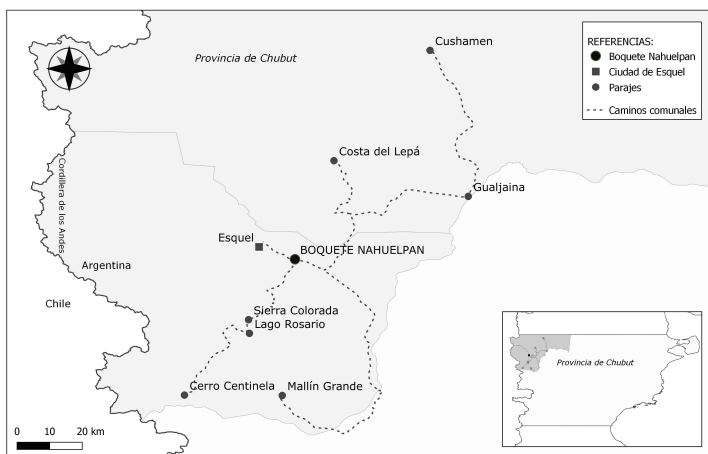 Cushamen
Provincia de Chubut
REFERENCIAS:
Boquete Nahuelpan
Ciudad de Esquel
Parajes
Caminos comunales
Costa del Lepá
Gualjaina
Cordillera de los Andes
Esquel
BOQUETE NAHUELPAN
Argentina
Chile
Sierra Colorada
Lago Rosario
Cerro Centinela
Mallín Grande
Provincia de Chubut
0 10 20 km